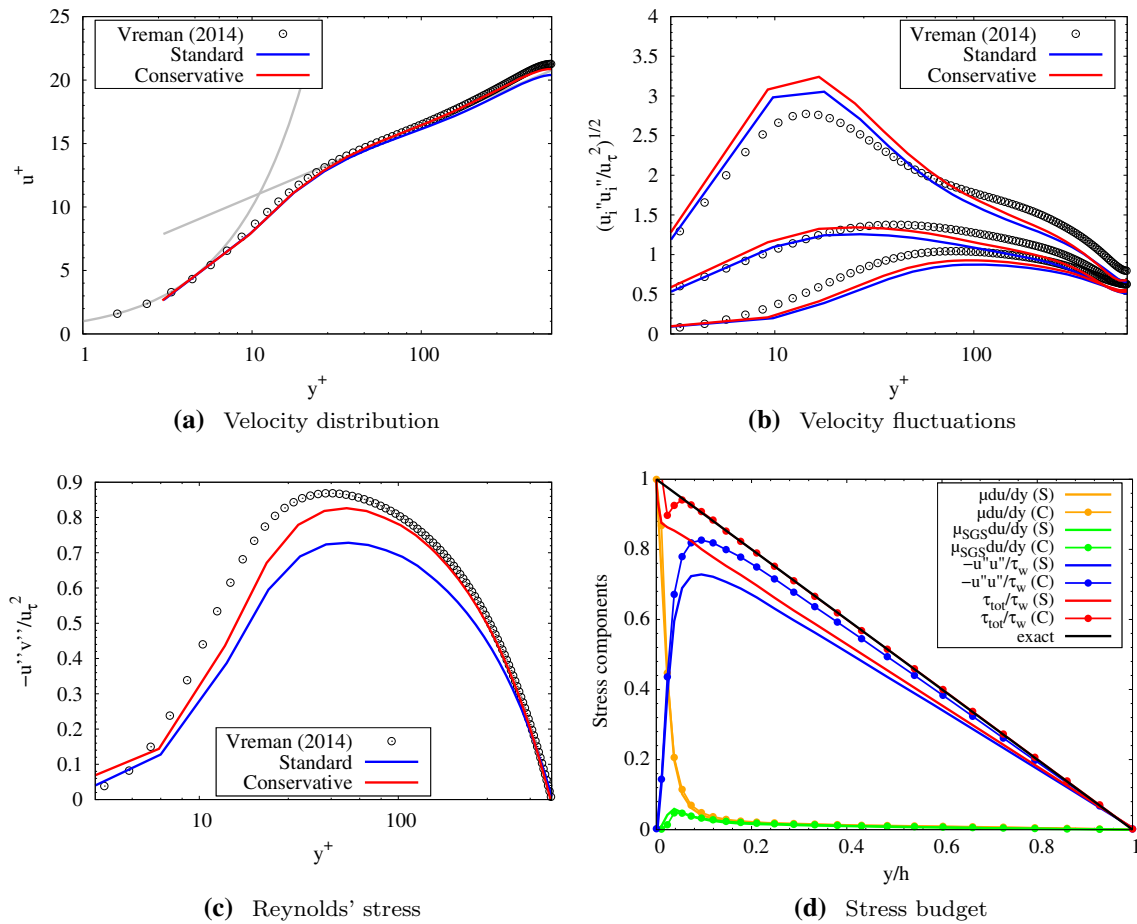 25
20
15
10
5
0
1
10
100
u+
y+
Vreman (2014)
Standard
Conservative
(a) Velocity distribution
4
3.5
3
2.5
2
1.5
1
0.5
0
10
100
(ui"ui"/uτ2)1/2
y+
Vreman (2014)
Standard
Conservative
(b) Velocity fluctuations
0.9
0.8
0.7
0.6
0.5
0.4
0.3
0.2
0.1
0
10
100
−u''v''/uτ2
y+
Vreman (2014)
Standard
Conservative
(c) Reynolds' stress
1
0.8
0.6
0.4
0.2
0
0
0.2
0.4
0.6
0.8
1
Stress components
y/h
μdu/dy (S)
μdu/dy (C)
μSGSdu/dy (S)
μSGSdu/dy (C)
−u"u"/τw (S)
−u"u"/τw (C)
τtot/τw (S)
τtot/τw (C)
exact
(d) Stress budget